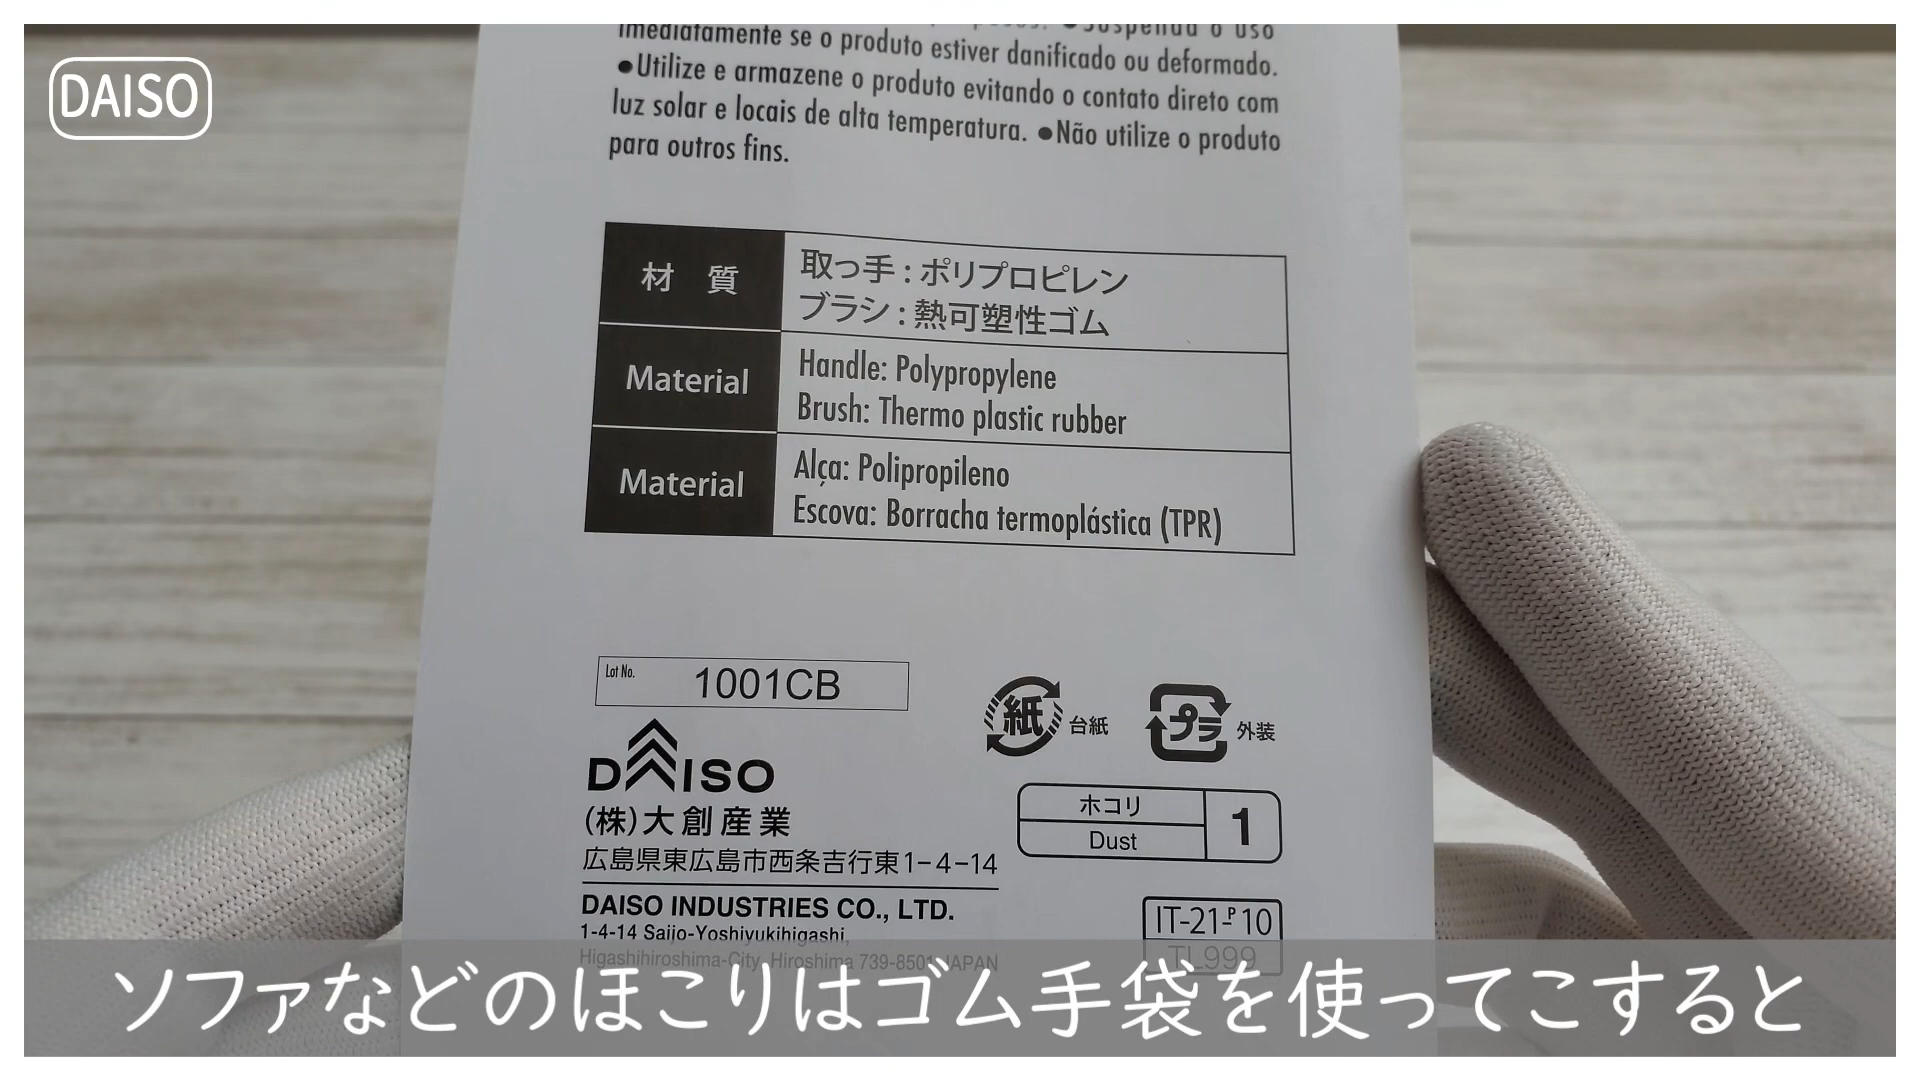 DAISO
Suspenda o uso
imediatamente se o produto estiver danificado ou deformado.
●Utilize e armazene o produto evitando o contato direto com
luz solar e locais de alta temperatura. ●Não utilize o produto
para outros fins.
材 質
取っ手:ポリプロピレン
ブラシ:熱可塑性ゴム
Material
Handle: Polypropylene
Brush: Thermo plastic rubber
Material
Alça: Polipropileno
Escova: Borracha termoplástica (TPR)
Lot No. 1001CB
紙 台紙
プラ 外装
DAISO
(株)大創産業
広島県東広島市西条吉行東1-4-14
ホコリ
Dust
1
DAISO INDUSTRIES CO., LTD.
1-4-14 Saijo-Yoshiyukihigashi,
Higashihiroshima-City, Hiroshima 739-8501 JAPAN
IT-21-P10
TL999
ソファなどのほこりはゴム手袋を使ってこすると